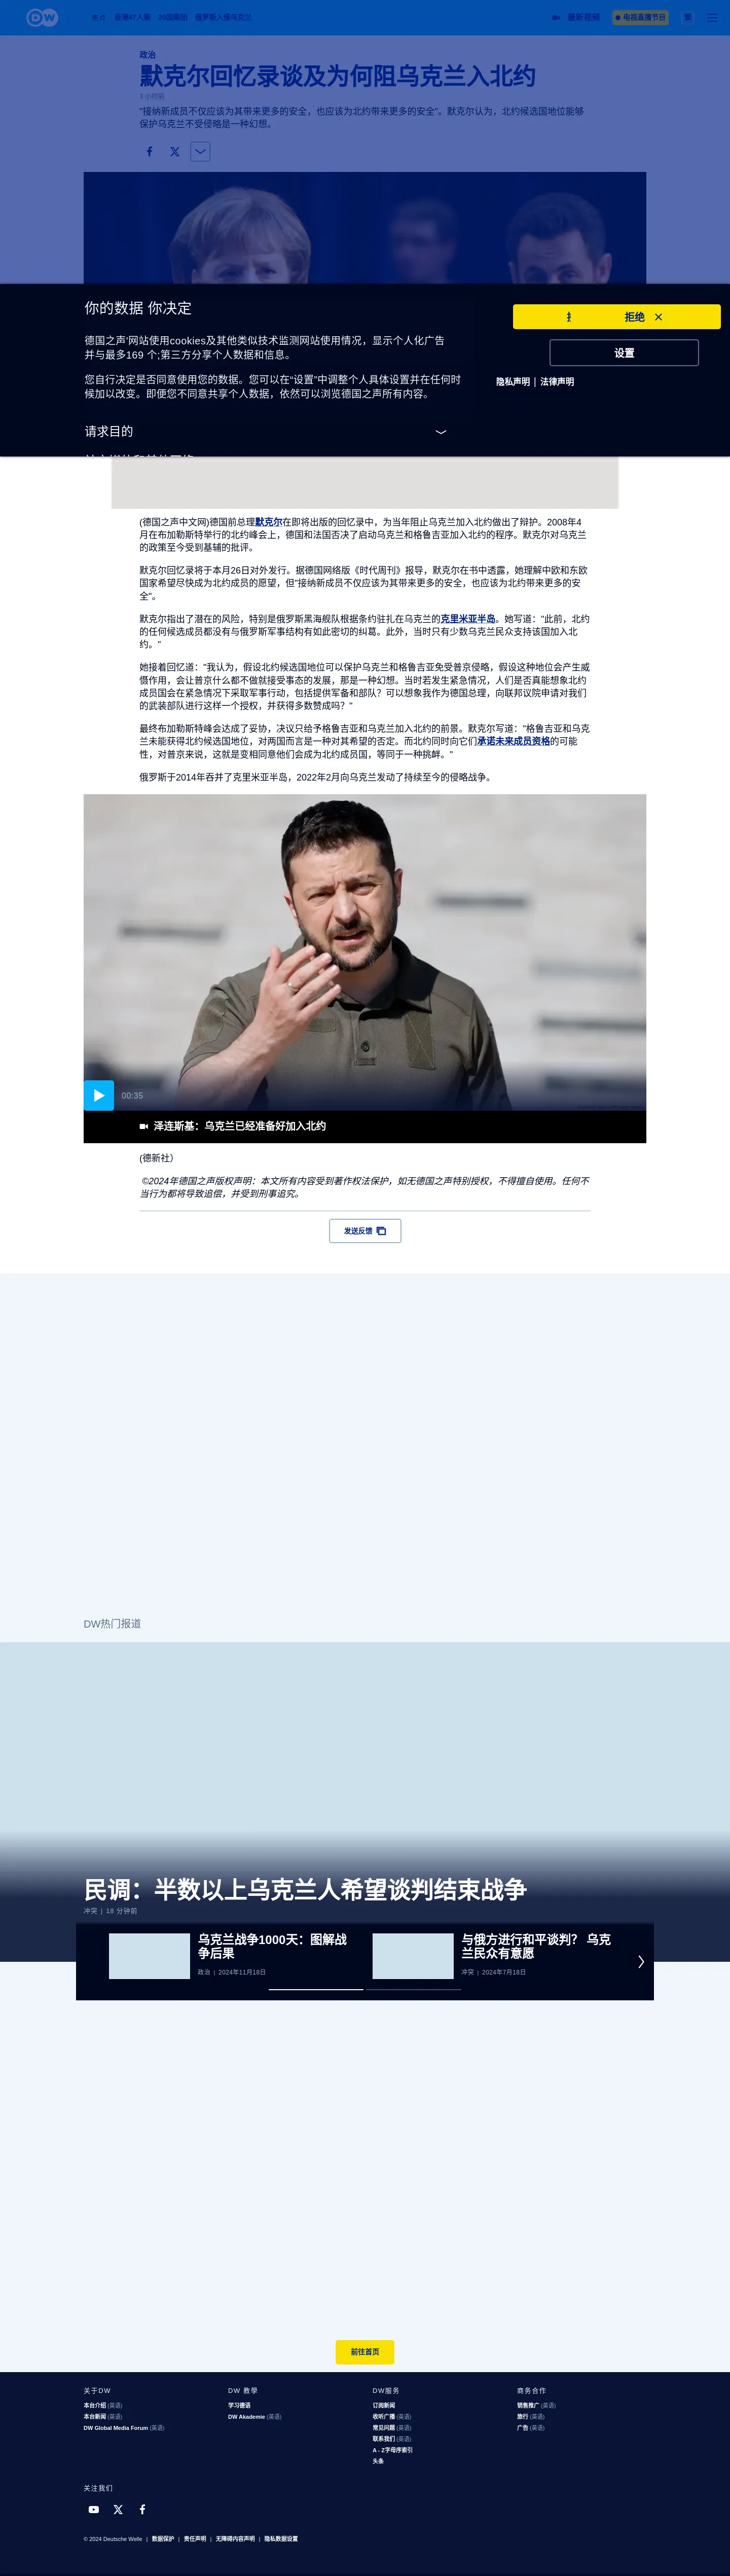 DW
焦点 香港47人案 20国集团 俄罗斯入侵乌克兰 最新视频 电视直播节目 繁
政治
默克尔回忆录谈及为何阻乌克兰入北约
3 小时前
"接纳新成员不仅应该为其带来更多的安全，也应该为北约带来更多的安全"。默克尔认为，北约候选国地位能够
保护乌克兰不受侵略是一种幻想。
你的数据 你决定
拒绝
德国之声'网站使用cookies及其他类似技术监测网站使用情况，显示个人化广告
并与最多169 个;第三方分享个人数据和信息。
设置
您自行决定是否同意使用您的数据。您可以在“设置”中调整个人具体设置并在任何时
候加以改变。即便您不同意共享个人数据，依然可以浏览德国之声所有内容。
隐私声明 | 法律声明
请求目的
(德国之声中文网)德国前总理默克尔在即将出版的回忆录中，为当年阻止乌克兰加入北约做出了辩护。2008年4
月在布加勒斯特举行的北约峰会上，德国和法国否决了启动乌克兰和格鲁吉亚加入北约的程序。默克尔对乌克兰
的政策至今受到基辅的批评。
默克尔回忆录将于本月26日对外发行。据德国网络版《时代周刊》报导，默克尔在书中透露，她理解中欧和东欧
国家希望尽快成为北约成员的愿望，但"接纳新成员不仅应该为其带来更多的安全，也应该为北约带来更多的安
全"。
默克尔指出了潜在的风险，特别是俄罗斯黑海舰队根据条约驻扎在乌克兰的克里米亚半岛。她写道："此前，北约
的任何候选成员都没有与俄罗斯军事结构有如此密切的纠葛。此外，当时只有少数乌克兰民众支持该国加入北
约。"
她接着回忆道："我认为，假设北约候选国地位可以保护乌克兰和格鲁吉亚免受普京侵略，假设这种地位会产生威
慑作用，会让普京什么都不做就接受事态的发展，那是一种幻想。当时若发生紧急情况，人们是否真能想象北约
成员国会在紧急情况下采取军事行动，包括提供军备和部队？可以想象我作为德国总理，向联邦议院申请对我们
的武装部队进行这样一个授权，并获得多数赞成吗？"
最终布加勒斯特峰会达成了妥协，决议只给予格鲁吉亚和乌克兰加入北约的前景。默克尔写道："格鲁吉亚和乌克
兰未能获得北约候选国地位，对两国而言是一种对其希望的否定。而北约同时向它们承诺未来成员资格的可能
性，对普京来说，这就是变相同意他们会成为北约成员国，等同于一种挑衅。"
俄罗斯于2014年吞并了克里米亚半岛，2022年2月向乌克兰发动了持续至今的侵略战争。
00:35
泽连斯基：乌克兰已经准备好加入北约
(德新社）
©2024年德国之声版权声明：本文所有内容受到著作权法保护，如无德国之声特别授权，不得擅自使用。任何不
当行为都将导致追偿，并受到刑事追究。
发送反馈
DW热门报道
民调：半数以上乌克兰人希望谈判结束战争
冲突 | 18 分钟前
乌克兰战争1000天：图解战
争后果
政治 | 2024年11月18日
与俄方进行和平谈判？ 乌克
兰民众有意愿
冲突 | 2024年7月18日
前往首页
关于DW
本台介绍 (英语)
本台新闻 (英语)
DW Global Media Forum (英语)
DW 教學
学习德语
DW Akademie (英语)
DW服务
订阅新闻
收听广播 (英语)
常见问题 (英语)
联系我们 (英语)
A - Z字母序索引
头条
商务合作
销售推广 (英语)
旅行 (英语)
广告 (英语)
关注我们
© 2024 Deutsche Welle | 数据保护 | 责任声明 | 无障碍内容声明 | 隐私数据设置